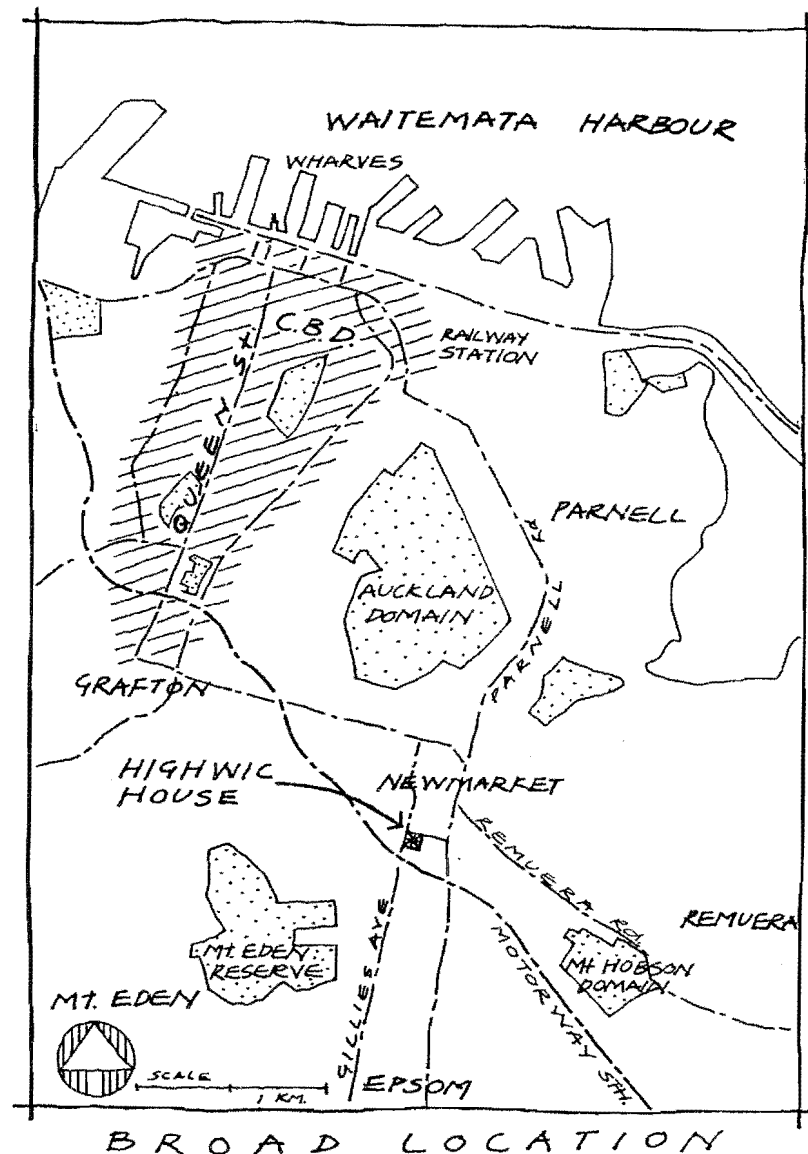 WAITEMATA HARBOUR
WHARVES
C.B.D.
RAILWAY
STATION
QUEEN ST.
PARNELL
AUCKLAND
DOMAIN
PARNELL PY
GRAFTON
HIGHWIC
HOUSE
NEWMARKET
REMUERA RD.
REMUERA
MT. EDEN
RESERVE
GILLIES AVE
MOTORWAY STH.
Mt HOBSON
DOMAIN
MT. EDEN
SCALE
1 KM.
EPSOM
BROAD LOCATION